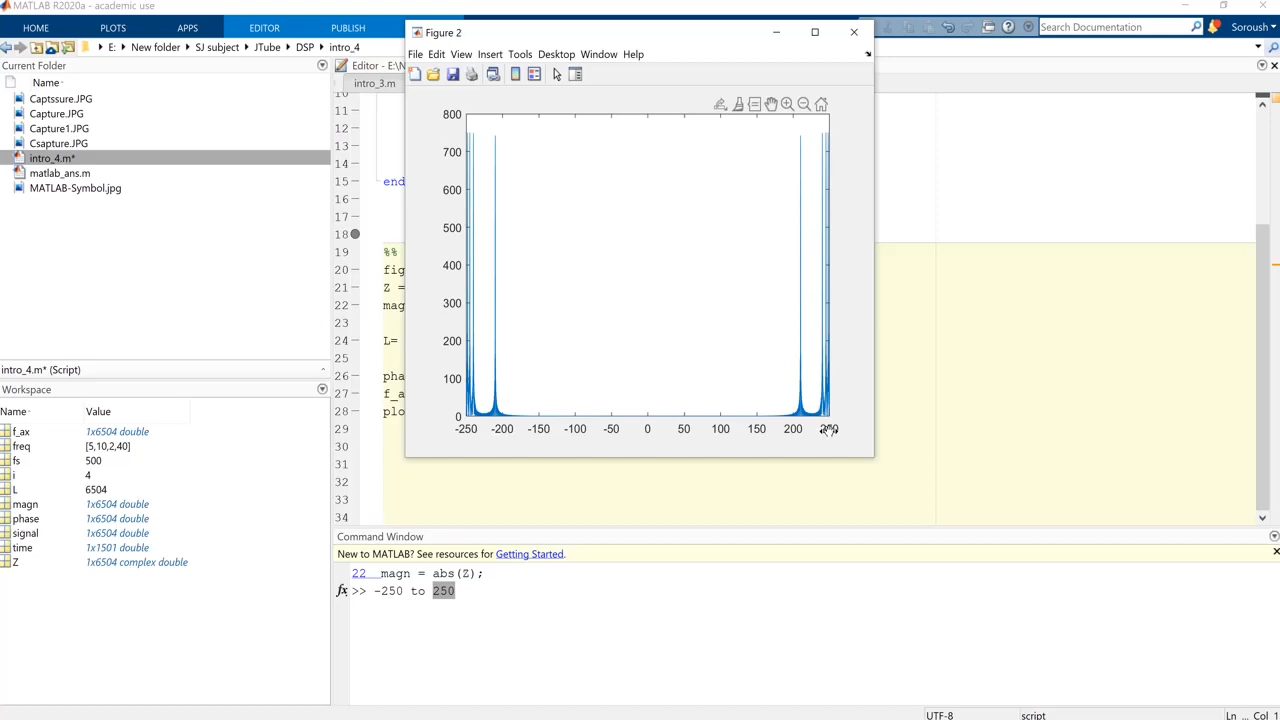 MATLAB R2020a - academic use
HOME PLOTS APPS EDITOR PUBLISH
Search Documentation
Soroush
E: New folder SJ subject JTube DSP intro_4
Current Folder
Name
Captssure.JPG
Capture.JPG
Capture1.JPG
Csapture.JPG
intro_4.m*
matlab_ans.m
MATLAB-Symbol.jpg
intro_4.m* (Script)
Workspace
Name Value
f_ax 1x6504 double
freq [5,10,2,40]
fs 500
i 4
L 6504
magn 1x6504 double
phase 1x6504 double
signal 1x6504 double
time 1x1501 double
Z 1x6504 complex double
Editor - E:\N
intro_3.m
11
12
13
14
15 end
16
17
18
19 %%
20 fig
21 Z =
22 mag
23
24 L=
25
26 pha
27 f_a
28 plo
29
30
31
32
33
34
Figure 2
File Edit View Insert Tools Desktop Window Help
800
700
600
500
400
300
200
100
0
-250 -200 -150 -100 -50 0 50 100 150 200
Command Window
New to MATLAB? See resources for Getting Started.
22 magn = abs(Z);
fx >> -250 to 250
UTF-8 script Ln ... Col 1